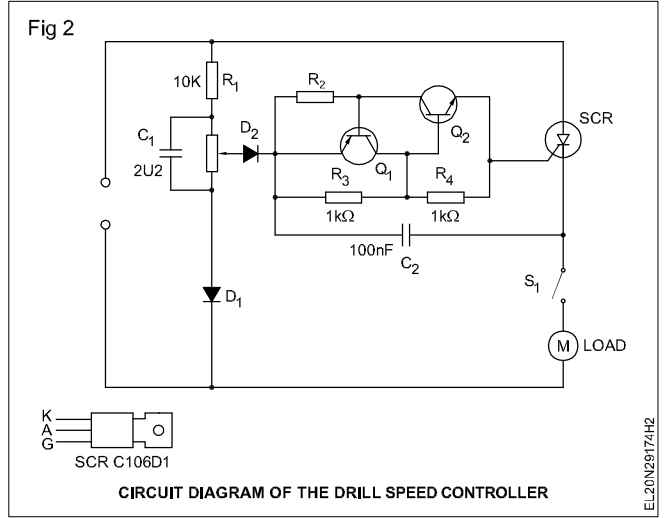 Fig 2
10K R1
C1
2U2
D2
R2
Q1
Q2
SCR
R3
1kΩ
R4
1kΩ
100nF
C2
D1
S1
M LOAD
K
A
G
SCR C106D1
CIRCUIT DIAGRAM OF THE DRILL SPEED CONTROLLER
EL20N29174H2